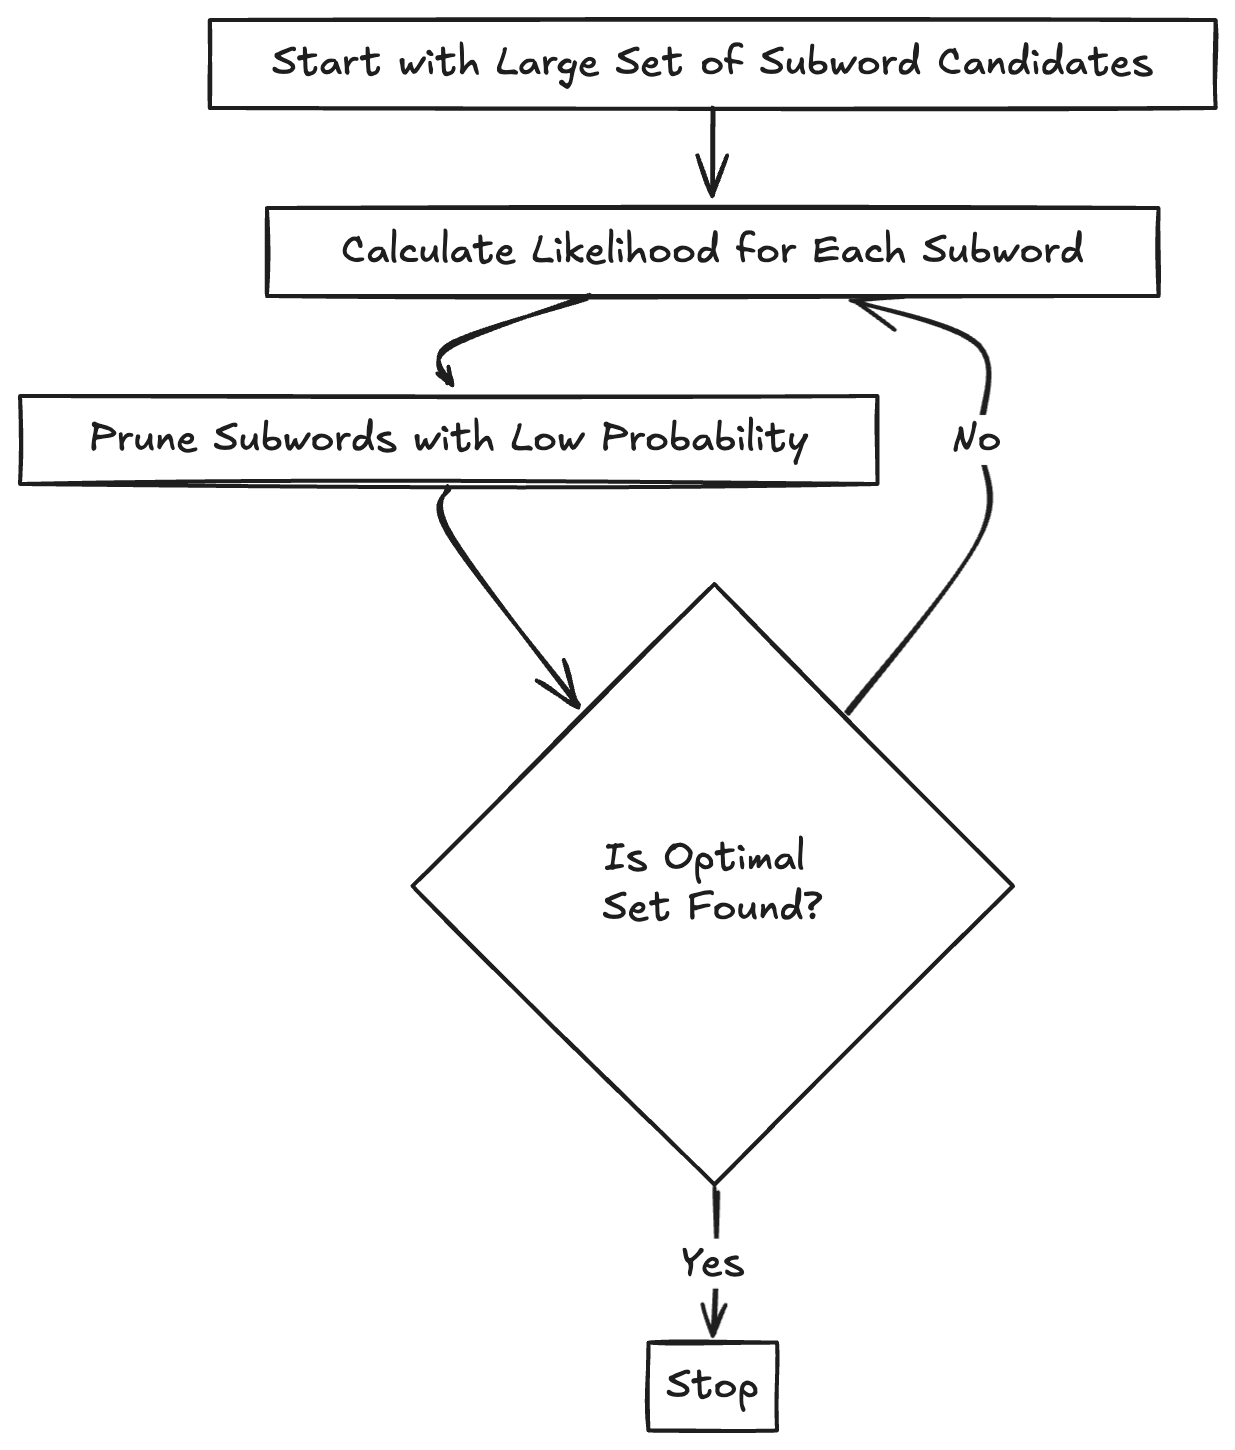 Start with Large Set of Subword Candidates
Calculate Likelihood for Each Subword
Prune Subwords with Low Probability
No
Is Optimal
Set Found?
Yes
Stop